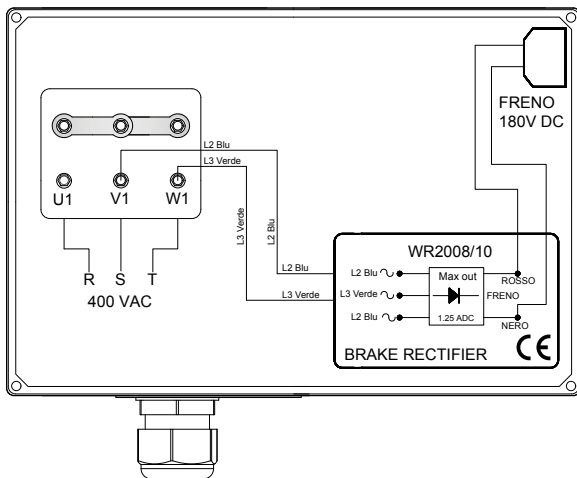 FRENO
180V DC
L2 Blu
L3 Verde
U1
V1
W1
L3 Verde
L2 Blu
R
S
T
400 VAC
WR2008/10
L2 Blu
L2 Blu
Max out
ROSSO
L3 Verde
L3 Verde
FRENO
L2 Blu
1.25 ADC
NERO
BRAKE RECTIFIER
CE